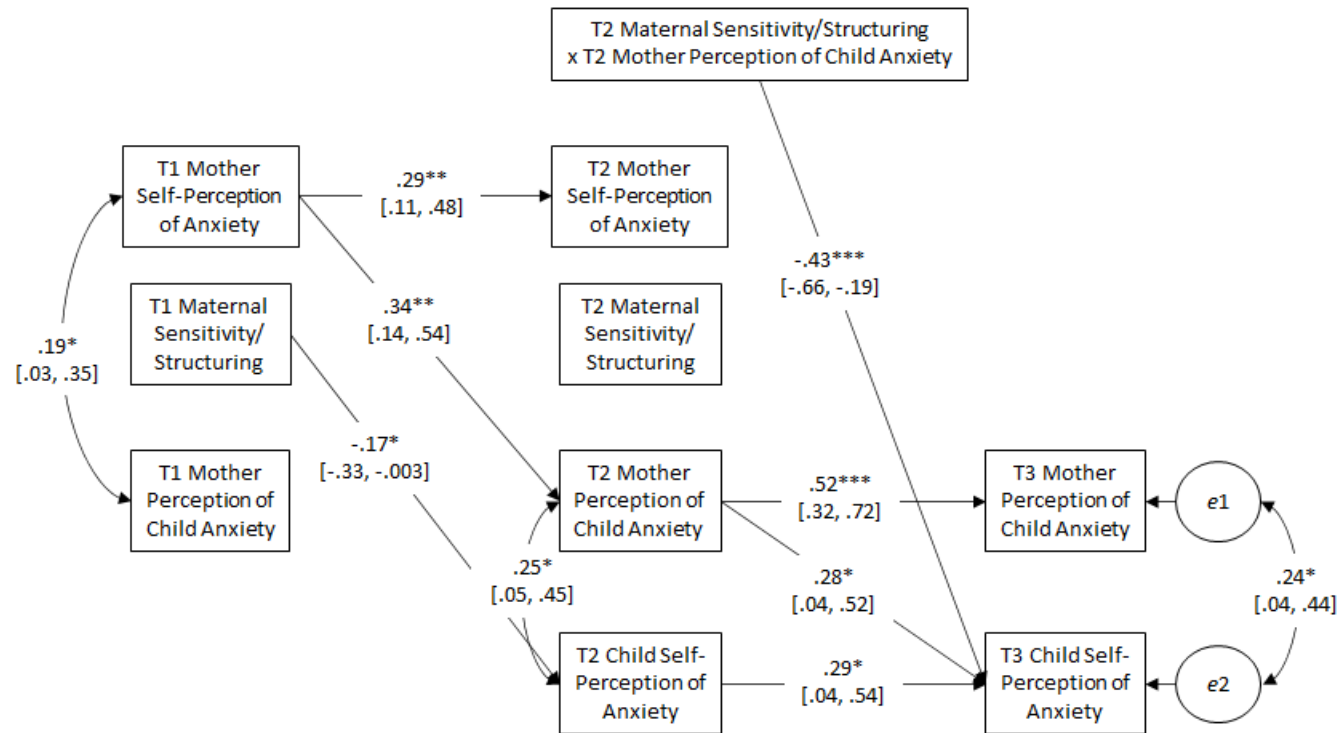 T2 Maternal Sensitivity/Structuring
x T2 Mother Perception of Child Anxiety
T1 Mother
Self-Perception
of Anxiety
.29**
[.11, .48]
T2 Mother
Self-Perception
of Anxiety
-.43***
[-.66, -.19]
T1 Maternal
Sensitivity/
Structuring
.34**
[.14, .54]
T2 Maternal
Sensitivity/
Structuring
.19*
[.03, .35]
-.17*
[-.33, -.003]
T1 Mother
Perception of
Child Anxiety
T2 Mother
Perception of
Child Anxiety
.52***
[.32, .72]
T3 Mother
Perception of
Child Anxiety
e1
.25*
[.05, .45]
.28*
[.04, .52]
.24*
[.04, .44]
T2 Child Self-
Perception of
Anxiety
.29*
[.04, .54]
T3 Child Self-
Perception of
Anxiety
e2